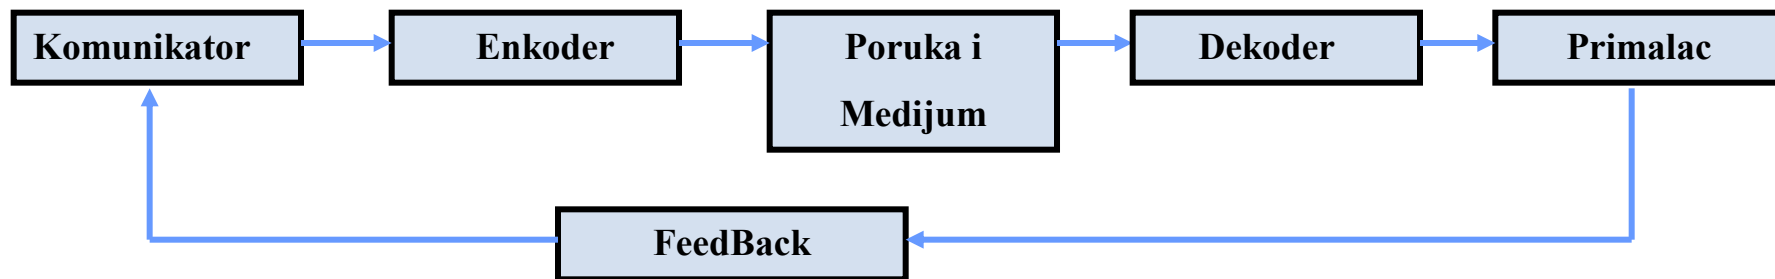 Komunikator
Enkoder
Poruka i
Medijum
Dekoder
Primalac
FeedBack